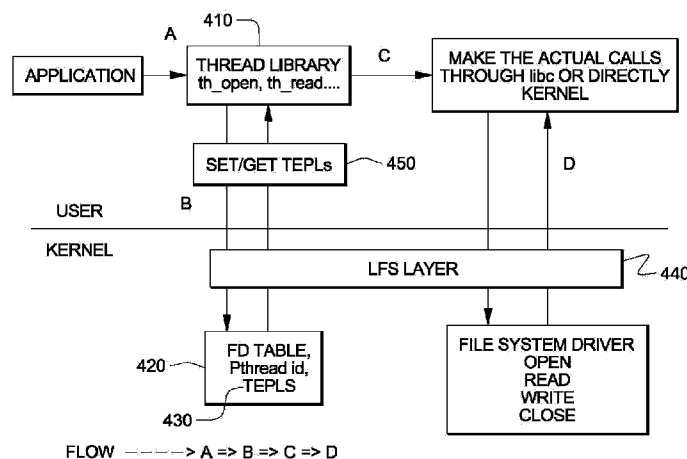 410
A
APPLICATION
THREAD LIBRARY
th_open, th_read....
C
MAKE THE ACTUAL CALLS
THROUGH libc OR DIRECTLY
KERNEL
SET/GET TEPLs
450
B
D
USER
KERNEL
LFS LAYER
440
420
FD TABLE,
Pthread id,
TEPLS
430
FILE SYSTEM DRIVER
OPEN
READ
WRITE
CLOSE
FLOW -----> A => B => C => D